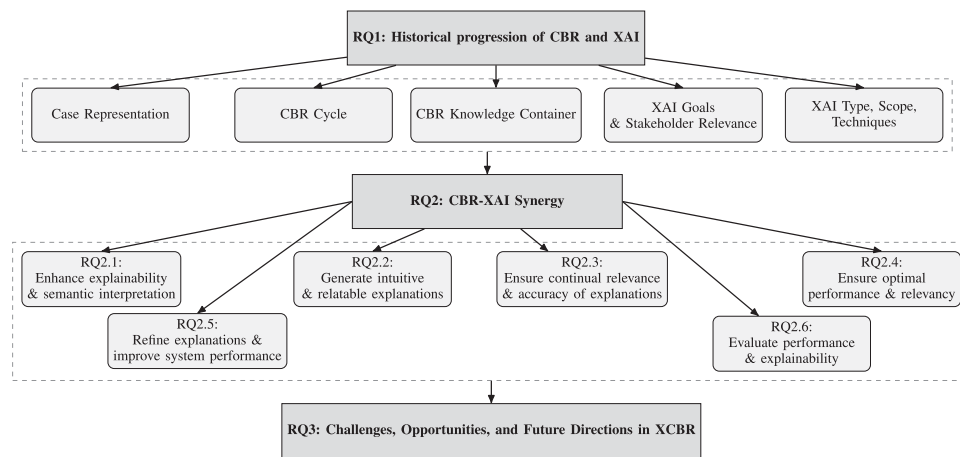 RQ1: Historical progression of CBR and XAI
Case Representation
CBR Cycle
CBR Knowledge Container
XAI Goals
& Stakeholder Relevance
XAI Type, Scope,
Techniques
RQ2: CBR-XAI Synergy
RQ2.1:
Enhance explainability
& semantic interpretation
RQ2.2:
Generate intuitive
& relatable explanations
RQ2.3:
Ensure continual relevance
& accuracy of explanations
RQ2.4:
Ensure optimal
performance & relevancy
RQ2.5:
Refine explanations &
improve system performance
RQ2.6:
Evaluate performance
& explainability
RQ3: Challenges, Opportunities, and Future Directions in XCBR